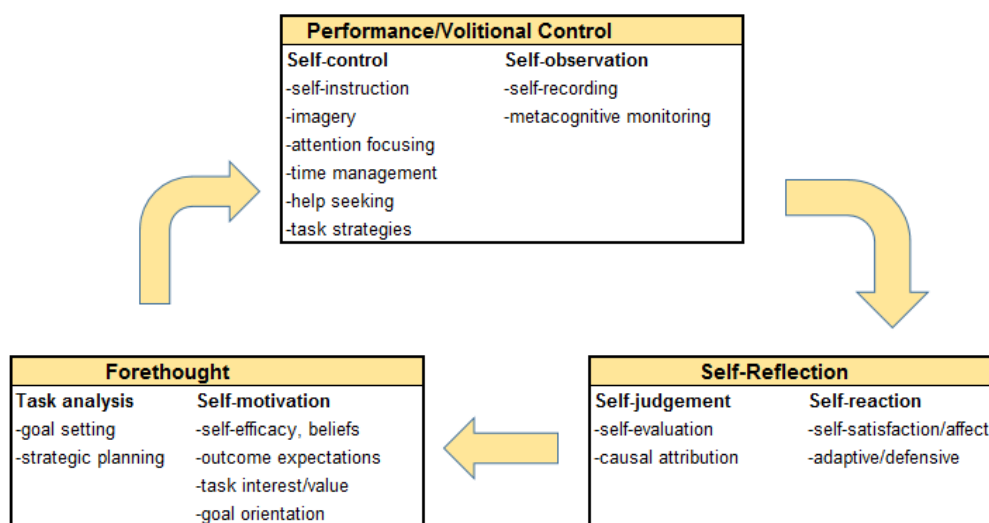 Performance/Volitional Control
Self-control
-self-instruction
-imagery
-attention focusing
-time management
-help seeking
-task strategies
Self-observation
-self-recording
-metacognitive monitoring
Forethought
Task analysis
-goal setting
-strategic planning
Self-motivation
-self-efficacy, beliefs
-outcome expectations
-task interest/value
-goal orientation
Self-Reflection
Self-judgement
-self-evaluation
-causal attribution
Self-reaction
-self-satisfaction/affect
-adaptive/defensive